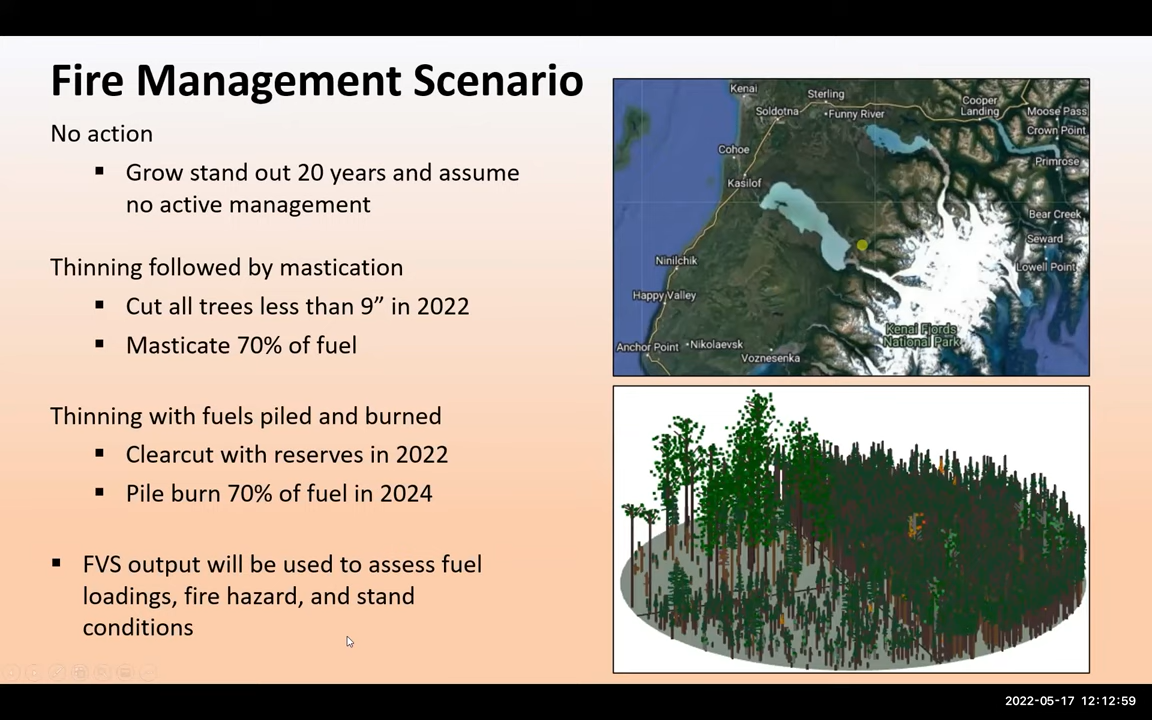 Fire Management Scenario
No action
▪ Grow stand out 20 years and assume
no active management
Thinning followed by mastication
▪ Cut all trees less than 9” in 2022
▪ Masticate 70% of fuel
Thinning with fuels piled and burned
▪ Clearcut with reserves in 2022
▪ Pile burn 70% of fuel in 2024
▪ FVS output will be used to assess fuel
loadings, fire hazard, and stand
conditions
Kenai
Sterling
Soldotna
Funny River
Cooper
Landing
Moose Pass
Crown Point
Cohoe
Primrose
Kasilof
Bear Creek
Seward
Ninilchik
Lowell Point
Happy Valley
Kenai Fjords
National Park
Anchor Point
Nikolaevsk
Voznesenka
2022-05-17 12:12:59